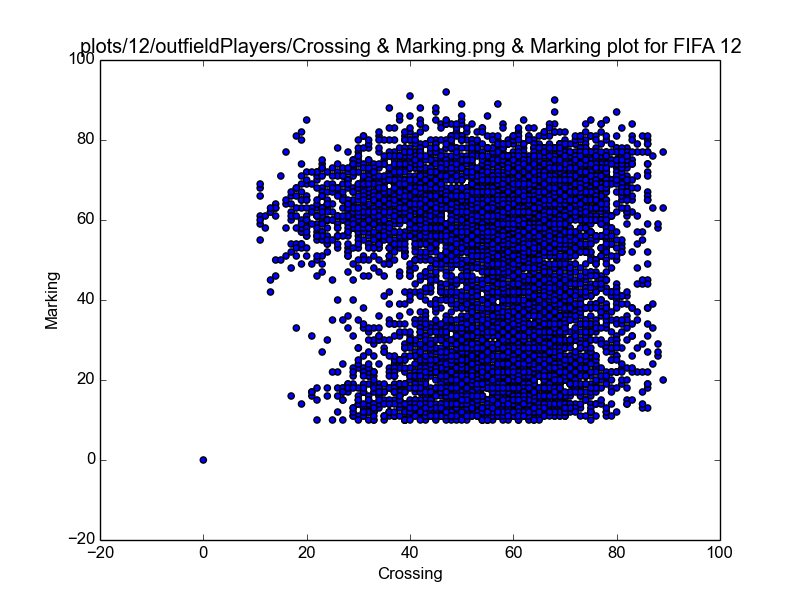 plots/12/outfieldPlayers/Crossing & Marking.png & Marking plot for FIFA 12
100
80
60
40
20
0
−20
Marking
−20 0 20 40 60 80 100
Crossing